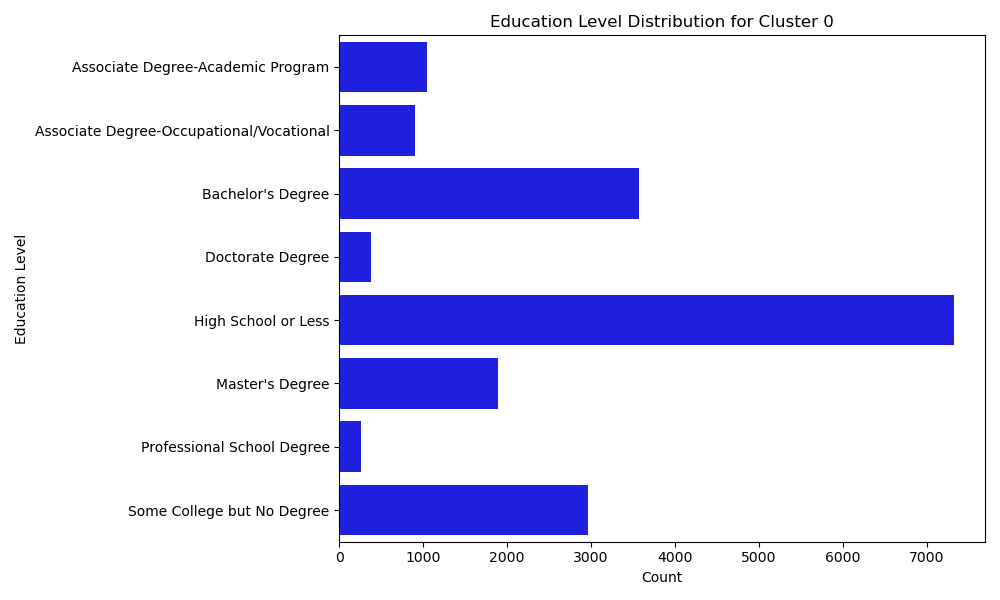 Education Level Distribution for Cluster 0
Associate Degree-Academic Program
Associate Degree-Occupational/Vocational
Bachelor's Degree
Doctorate Degree
High School or Less
Master's Degree
Professional School Degree
Some College but No Degree
Education Level
0 1000 2000 3000 4000 5000 6000 7000
Count